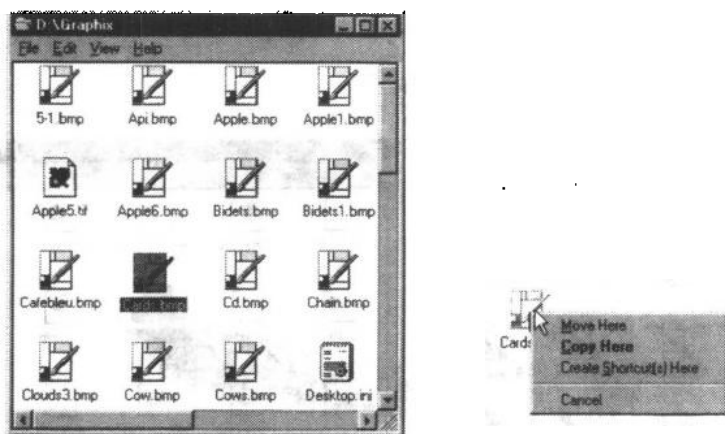 D:\Graphix
File Edit View Help
5-1.bmp Api.bmp Apple.bmp Apple1.bmp
Apple5.tif Apple6.bmp Bidets.bmp Bidets1.bmp
Cafebleu.bmp Cards.bmp Cd.bmp Chain.bmp
Clouds3.bmp Cow.bmp Cows.bmp Desktop.ini
Cards
Move Here
Copy Here
Create Shortcut(s) Here
Cancel